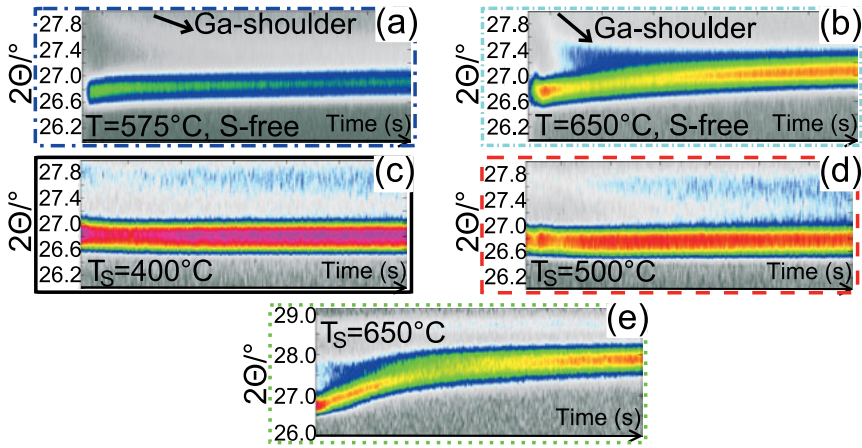 (a)
Ga-shoulder
2Θ/°
27.8
27.4
27.0
26.6
26.2
T=575°C, S-free
Time (s)
(b)
Ga-shoulder
2Θ/°
27.8
27.4
27.0
26.6
26.2
T=650°C, S-free
Time (s)
(c)
2Θ/°
27.8
27.4
27.0
26.6
26.2
T_S=400°C
Time (s)
(d)
2Θ/°
27.8
27.4
27.0
26.6
26.2
T_S=500°C
Time (s)
(e)
T_S=650°C
2Θ/°
29.0
28.0
27.0
26.0
Time (s)